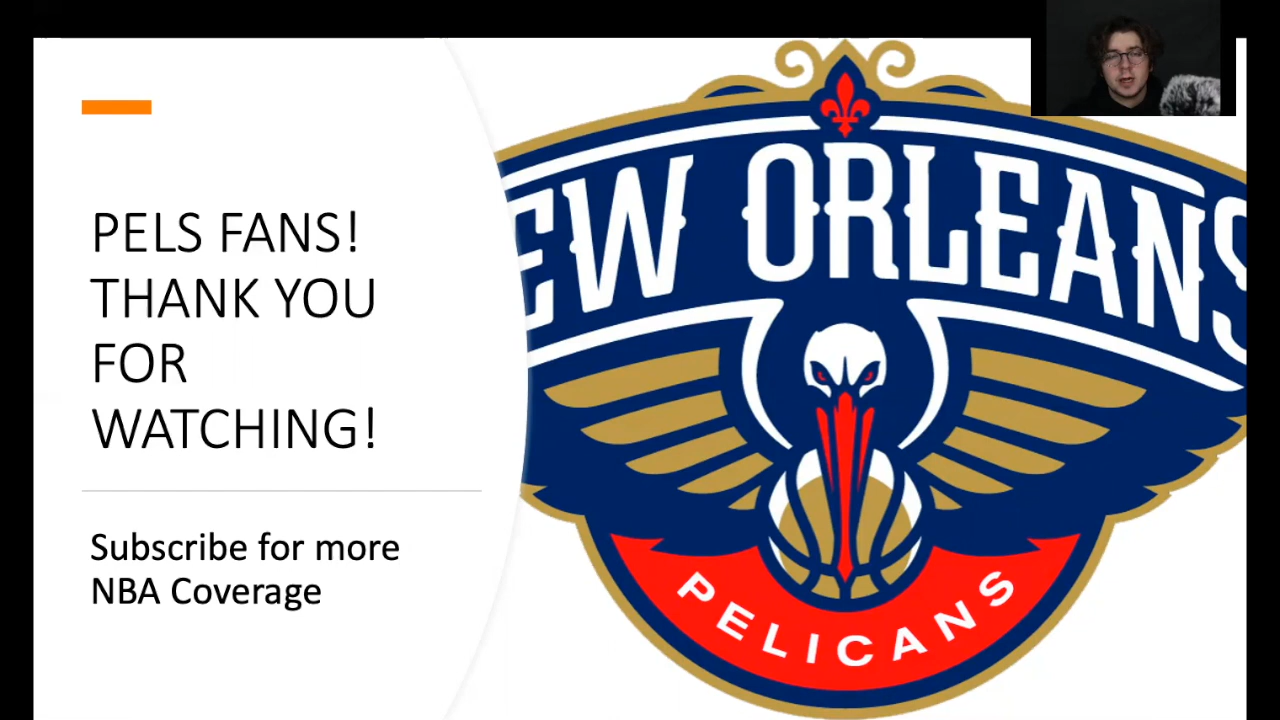 PELS FANS!
THANK YOU
FOR
WATCHING!
Subscribe for more
NBA Coverage
EW ORLEANS
PELICANS